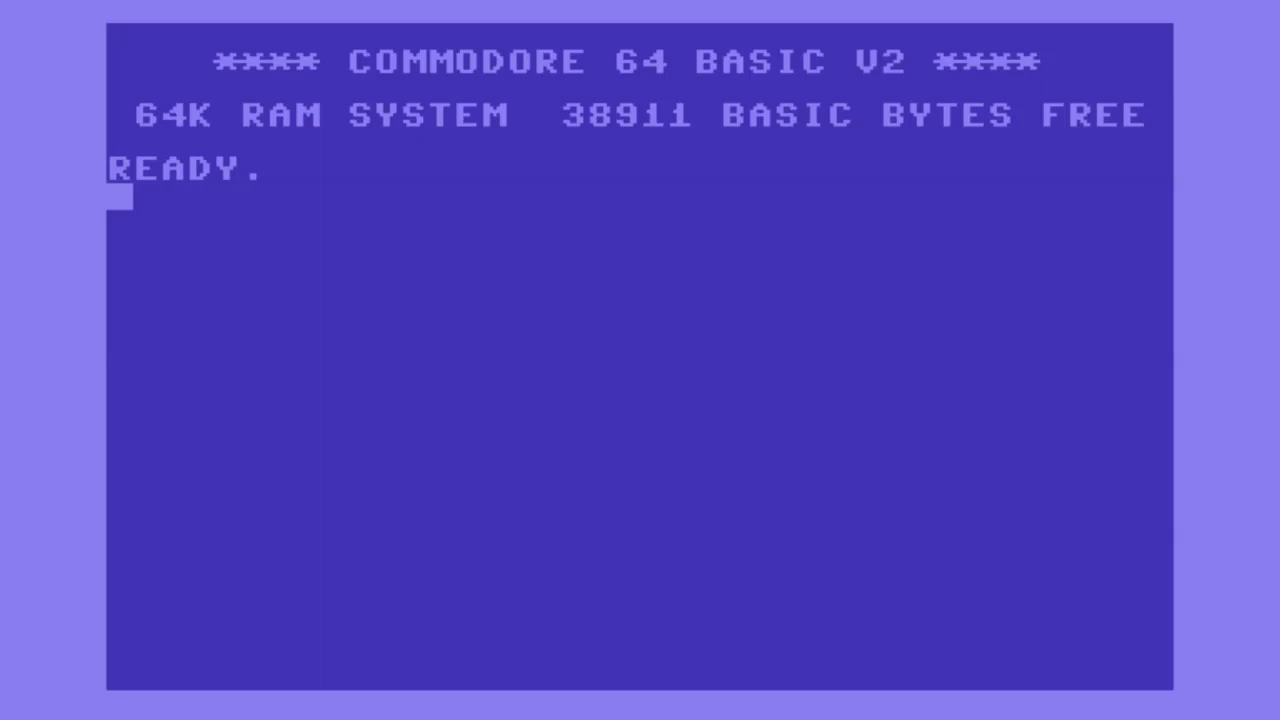 **** COMMODORE 64 BASIC V2 ****
64K RAM SYSTEM  38911 BASIC BYTES FREE
READY.